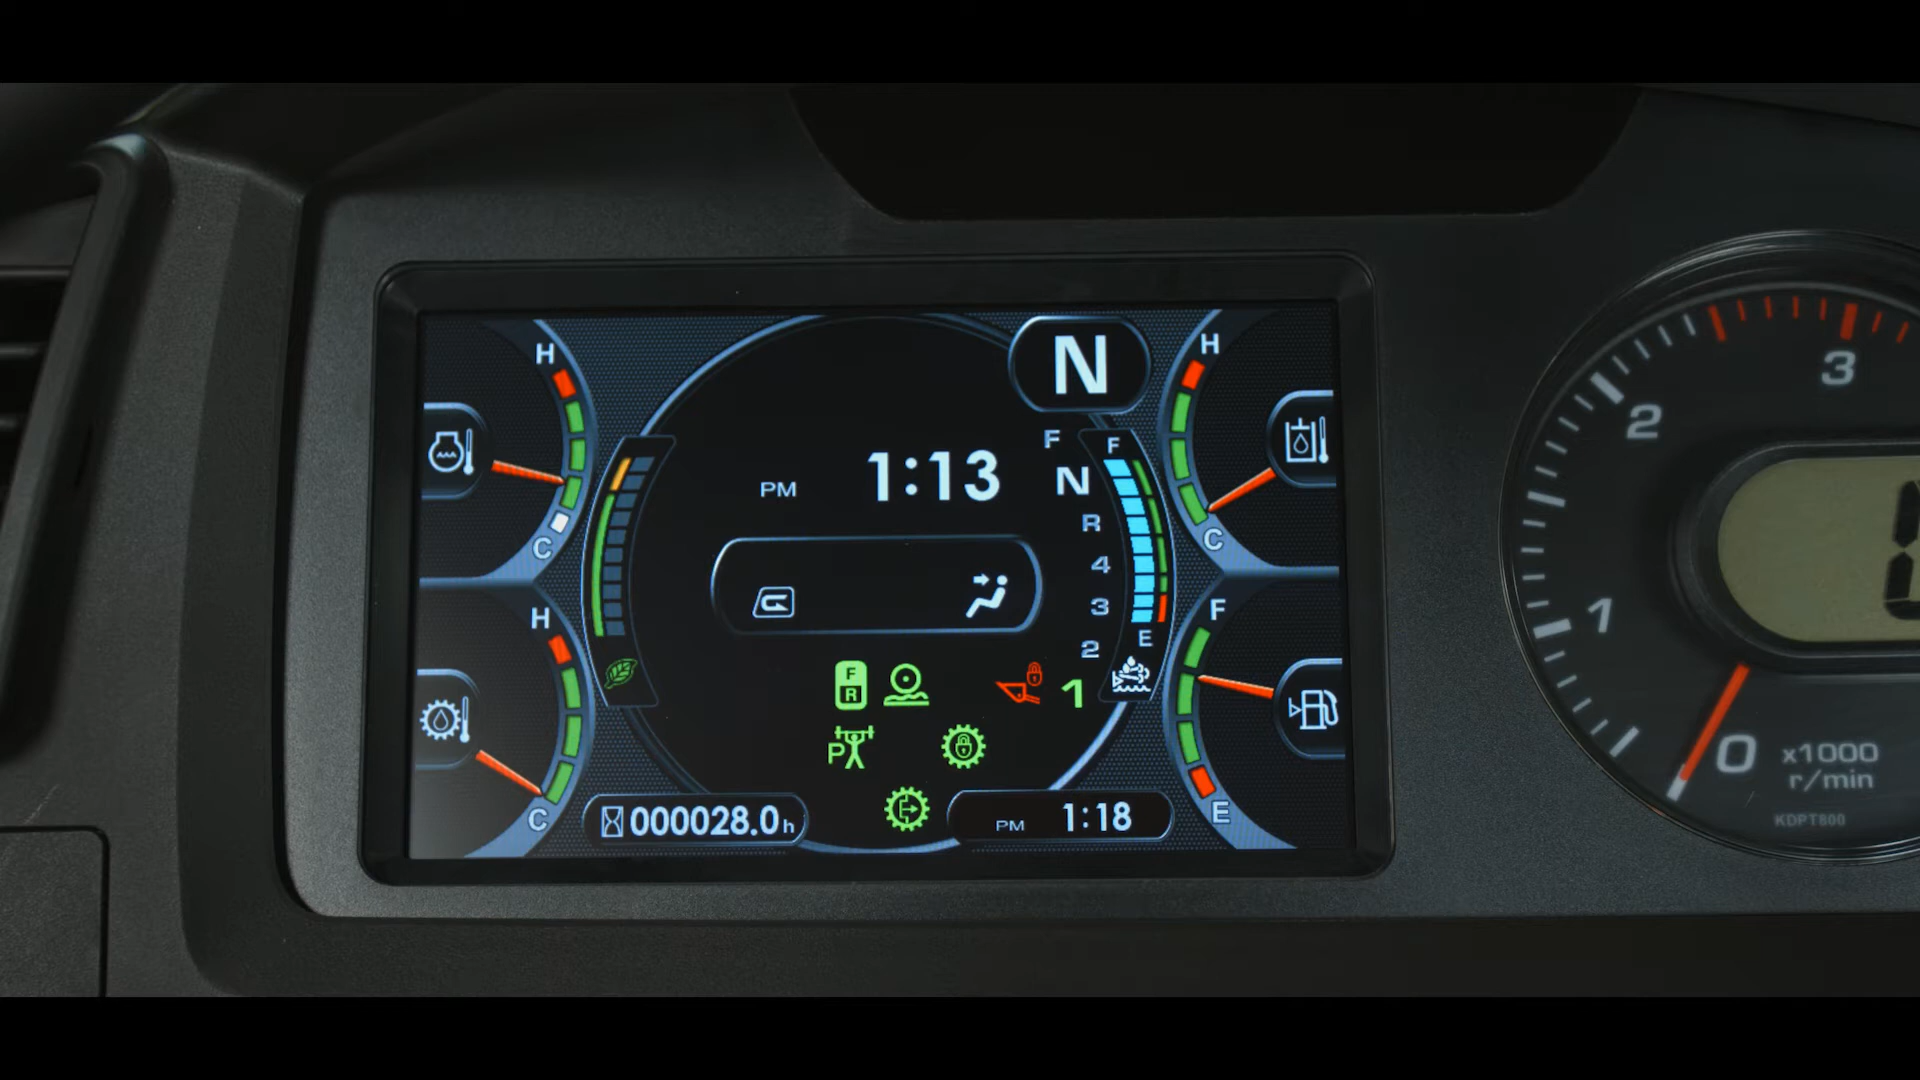 H
C
H
C
N
PM 1:13
F
N
R
4
3
2
1
F
E
F
R
P
000028.0h
PM 1:18
H
C
F
E
0
1
2
3
x1000
r/min
KDPT800